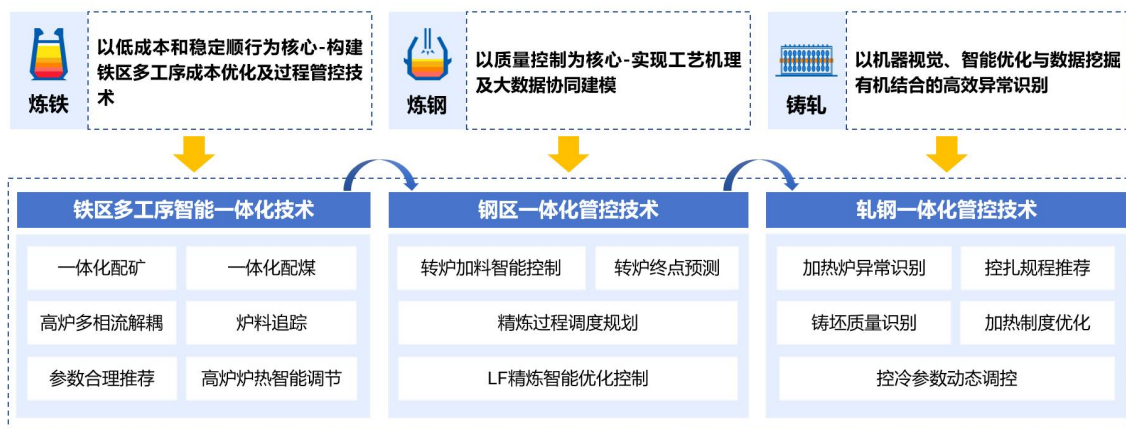 炼铁
以低成本和稳定顺行为核心-构建
铁区多工序成本优化及过程管控技
术
炼钢
以质量控制为核心-实现工艺机理
及大数据协同建模
铸轧
以机器视觉、智能优化与数据挖掘
有机结合的高效异常识别
铁区多工序智能一体化技术
一体化配矿
一体化配煤
高炉多相流解耦
炉料追踪
参数合理推荐
高炉炉热智能调节
钢区一体化管控技术
转炉加料智能控制
转炉终点预测
精炼过程调度规划
LF精炼智能优化控制
轧钢一体化管控技术
加热炉异常识别
控扎规程推荐
铸坯质量识别
加热制度优化
控冷参数动态调控